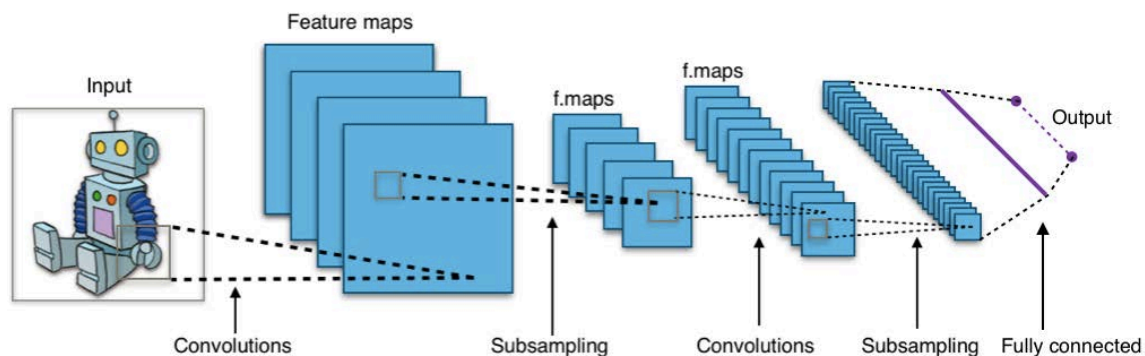 Feature maps
Input
f.maps
f.maps
Output
Convolutions
Subsampling
Convolutions
Subsampling
Fully connected